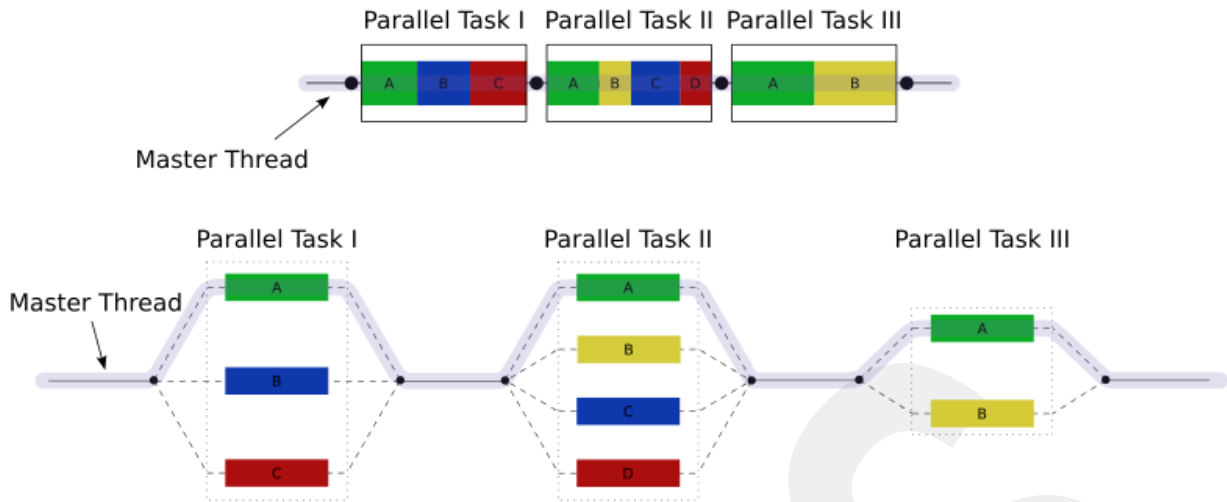 Parallel Task I Parallel Task II Parallel Task III
A B C A B C D A B
Master Thread
Parallel Task I Parallel Task II Parallel Task III
A A
Master Thread
A
B
B
C
B
C D